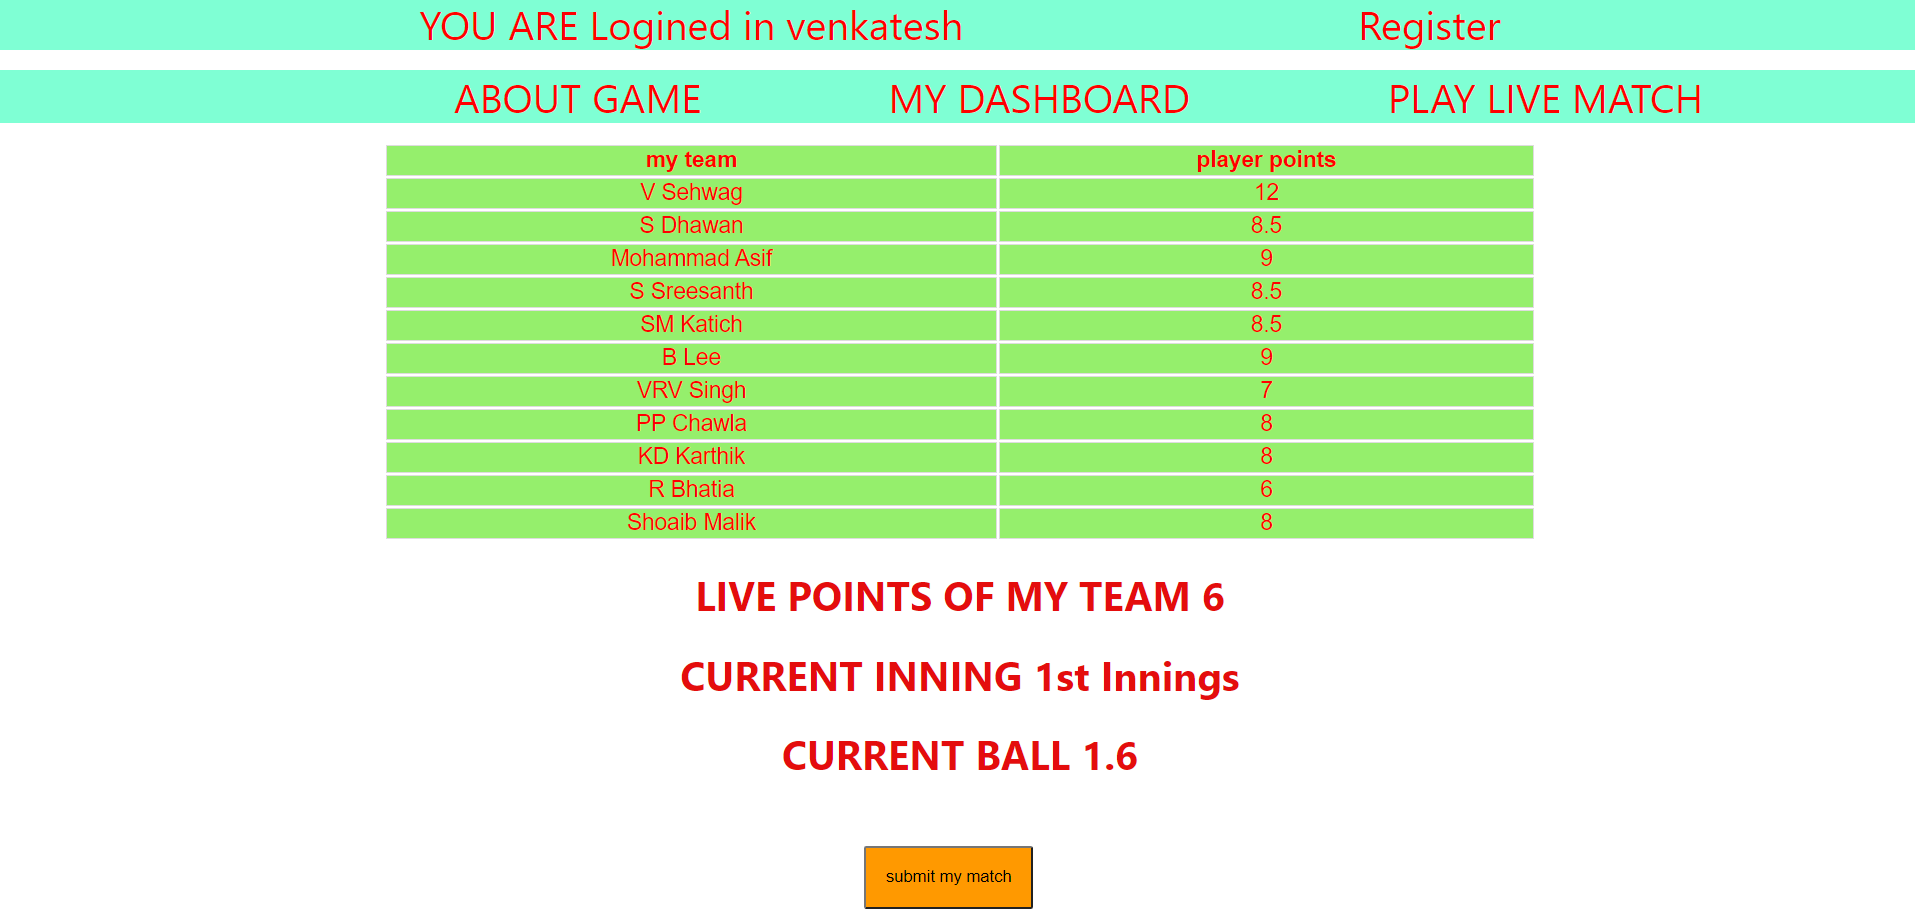 YOU ARE Logined in venkatesh Register
ABOUT GAME MY DASHBOARD PLAY LIVE MATCH
my team player points
V Sehwag 12
S Dhawan 8.5
Mohammad Asif 9
S Sreesanth 8.5
SM Katich 8.5
B Lee 9
VRV Singh 7
PP Chawla 8
KD Karthik 8
R Bhatia 6
Shoaib Malik 8
LIVE POINTS OF MY TEAM 6
CURRENT INNING 1st Innings
CURRENT BALL 1.6
submit my match